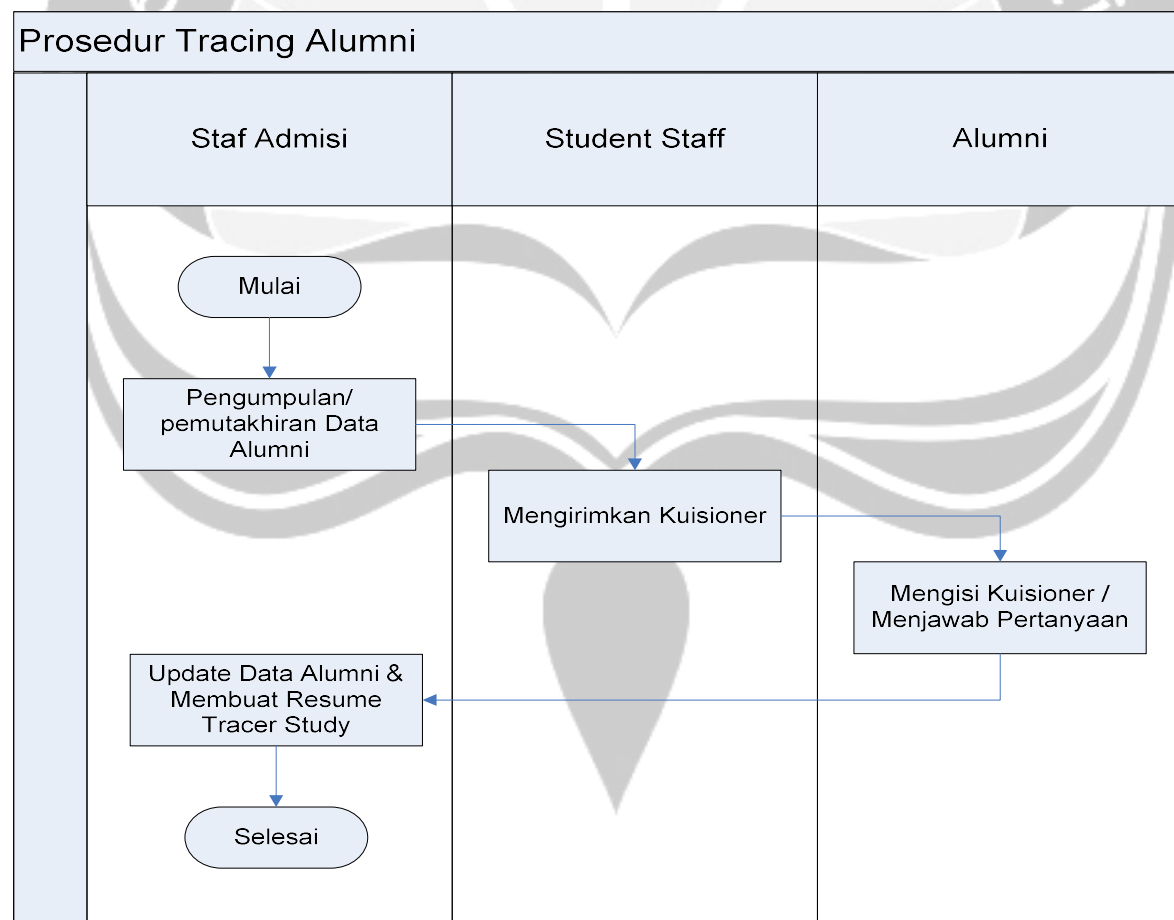 Prosedur Tracing Alumni
Staf Admisi
Student Staff
Alumni
Mulai
Pengumpulan/
pemutakhiran Data
Alumni
Mengirimkan Kuisioner
Mengisi Kuisioner /
Menjawab Pertanyaan
Update Data Alumni &
Membuat Resume
Tracer Study
Selesai